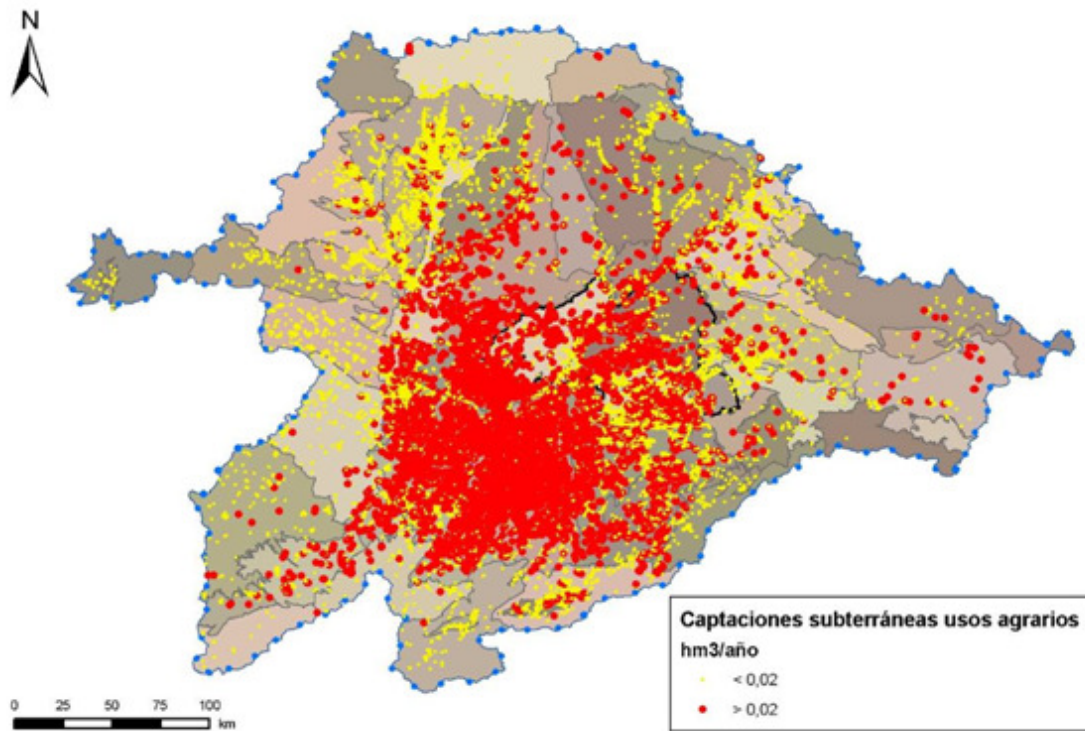 N
Captaciones subterráneas usos agrarios
hm3/año
< 0,02
> 0,02
0 25 50 75 100
km